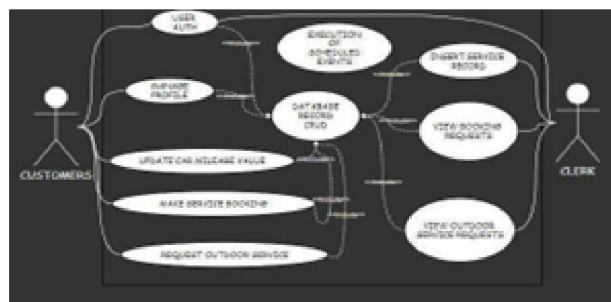 USER
AUTH
EXECUTION
OF
SCHEDULED
EVENTS
INSERT SERVICE
RECORD
MANAGE
PROFILE
DATABASE
RECORD
CRUD
VIEW BOOKING
REQUESTS
CUSTOMERS
UPDATE CAR MILEAGE VALUE
CLERK
MAKE SERVICE BOOKING
VIEW OUTDOOR
SERVICE REQUESTS
REQUEST OUTDOOR SERVICE